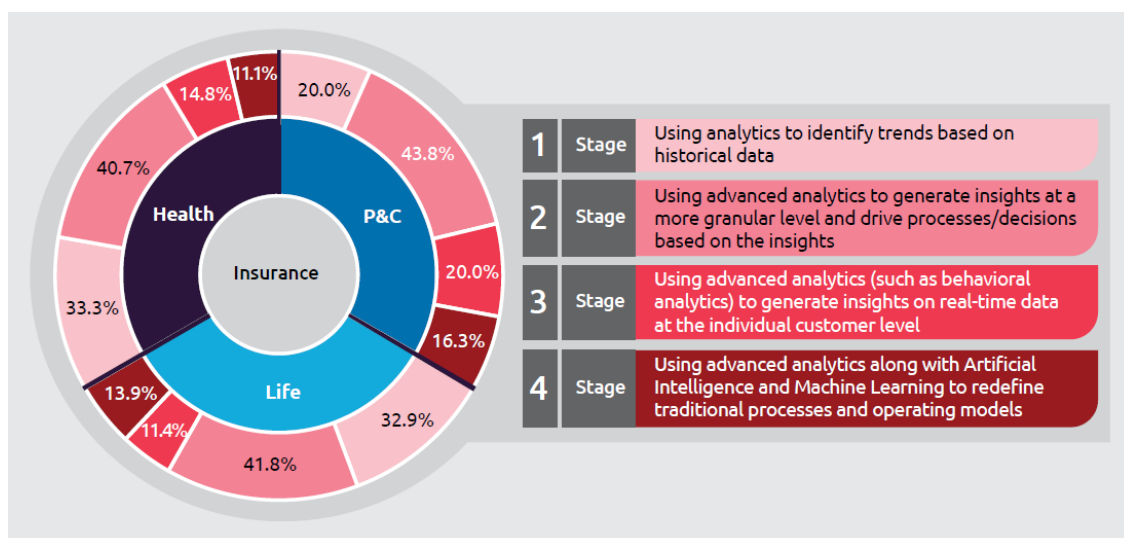 11.1%
20.0%
14.8%
43.8%
40.7%
Health
P&C
Insurance
20.0%
33.3%
16.3%
Life
13.9%
11.4%
32.9%
41.8%
1
Stage
Using analytics to identify trends based on
historical data
2
Stage
Using advanced analytics to generate insights at a
more granular level and drive processes/decisions
based on the insights
3
Stage
Using advanced analytics (such as behavioral
analytics) to generate insights on real-time data
at the individual customer level
4
Stage
Using advanced analytics along with Artificial
Intelligence and Machine Learning to redefine
traditional processes and operating models